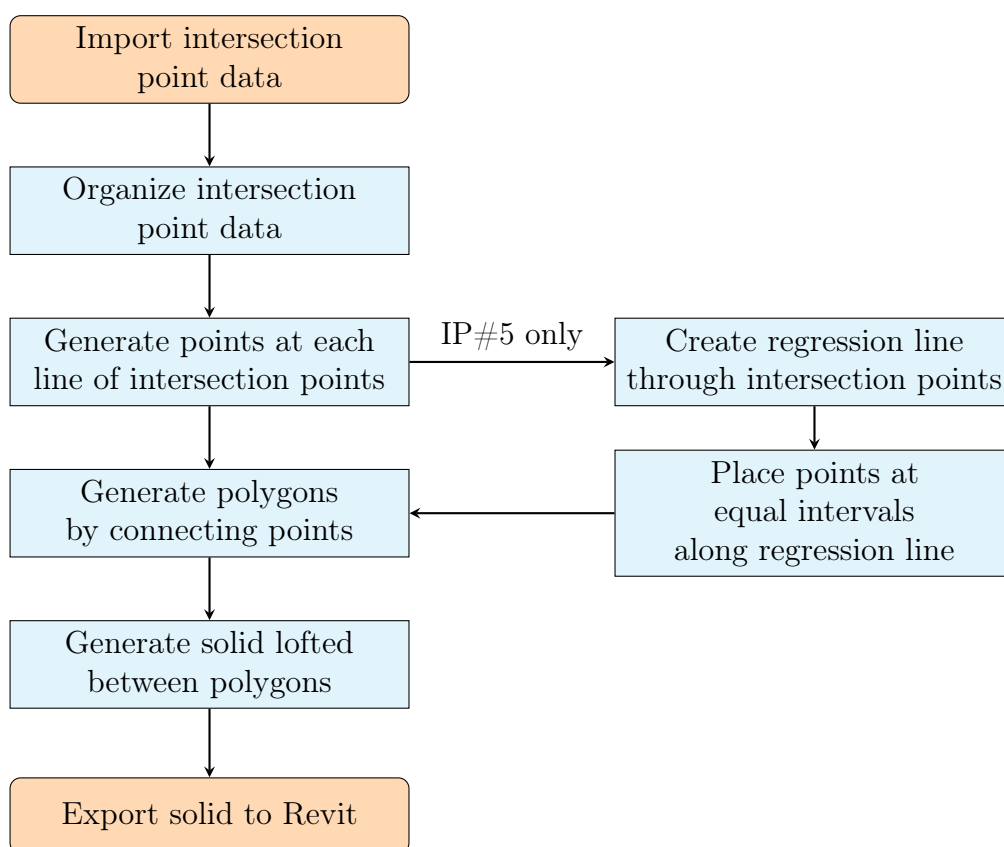 Import intersection
point data
Organize intersection
point data
Generate points at each
line of intersection points
IP#5 only
Create regression line
through intersection points
Place points at
equal intervals
along regression line
Generate polygons
by connecting points
Generate solid lofted
between polygons
Export solid to Revit